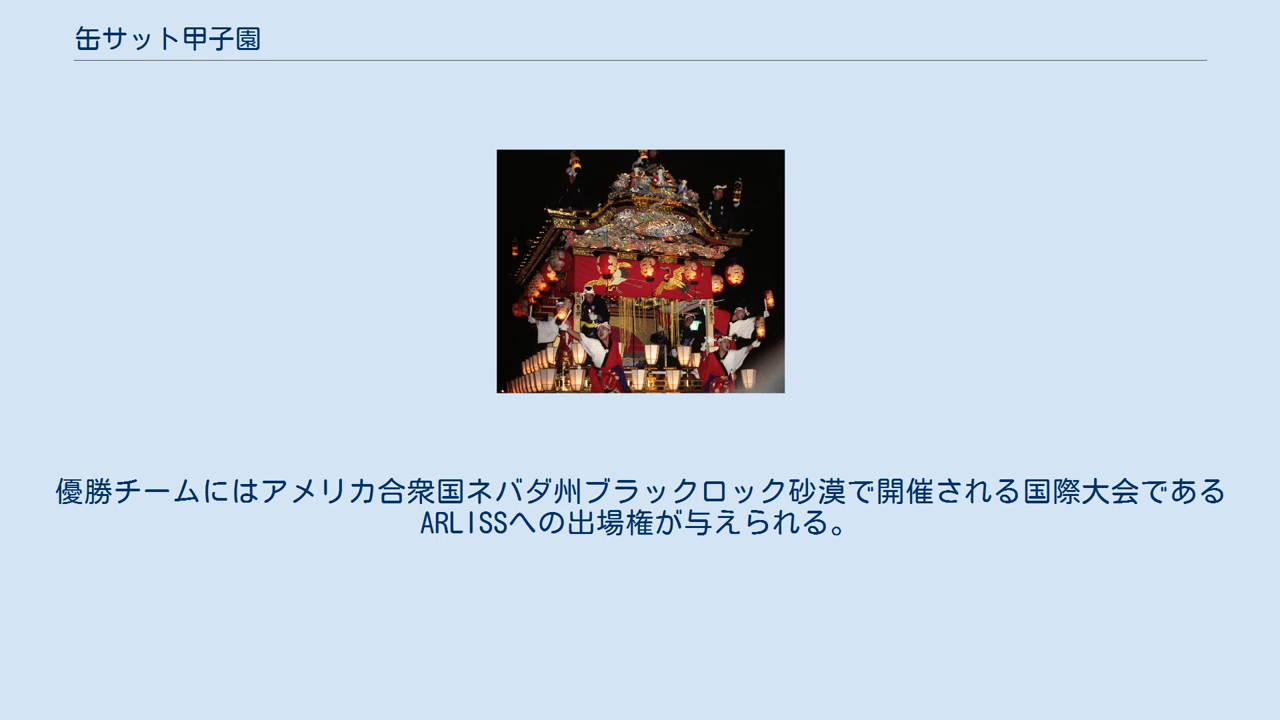 缶サット甲子園
優勝チームにはアメリカ合衆国ネバダ州ブラックロック砂漠で開催される国際大会である
ARLISSへの出場権が与えられる。